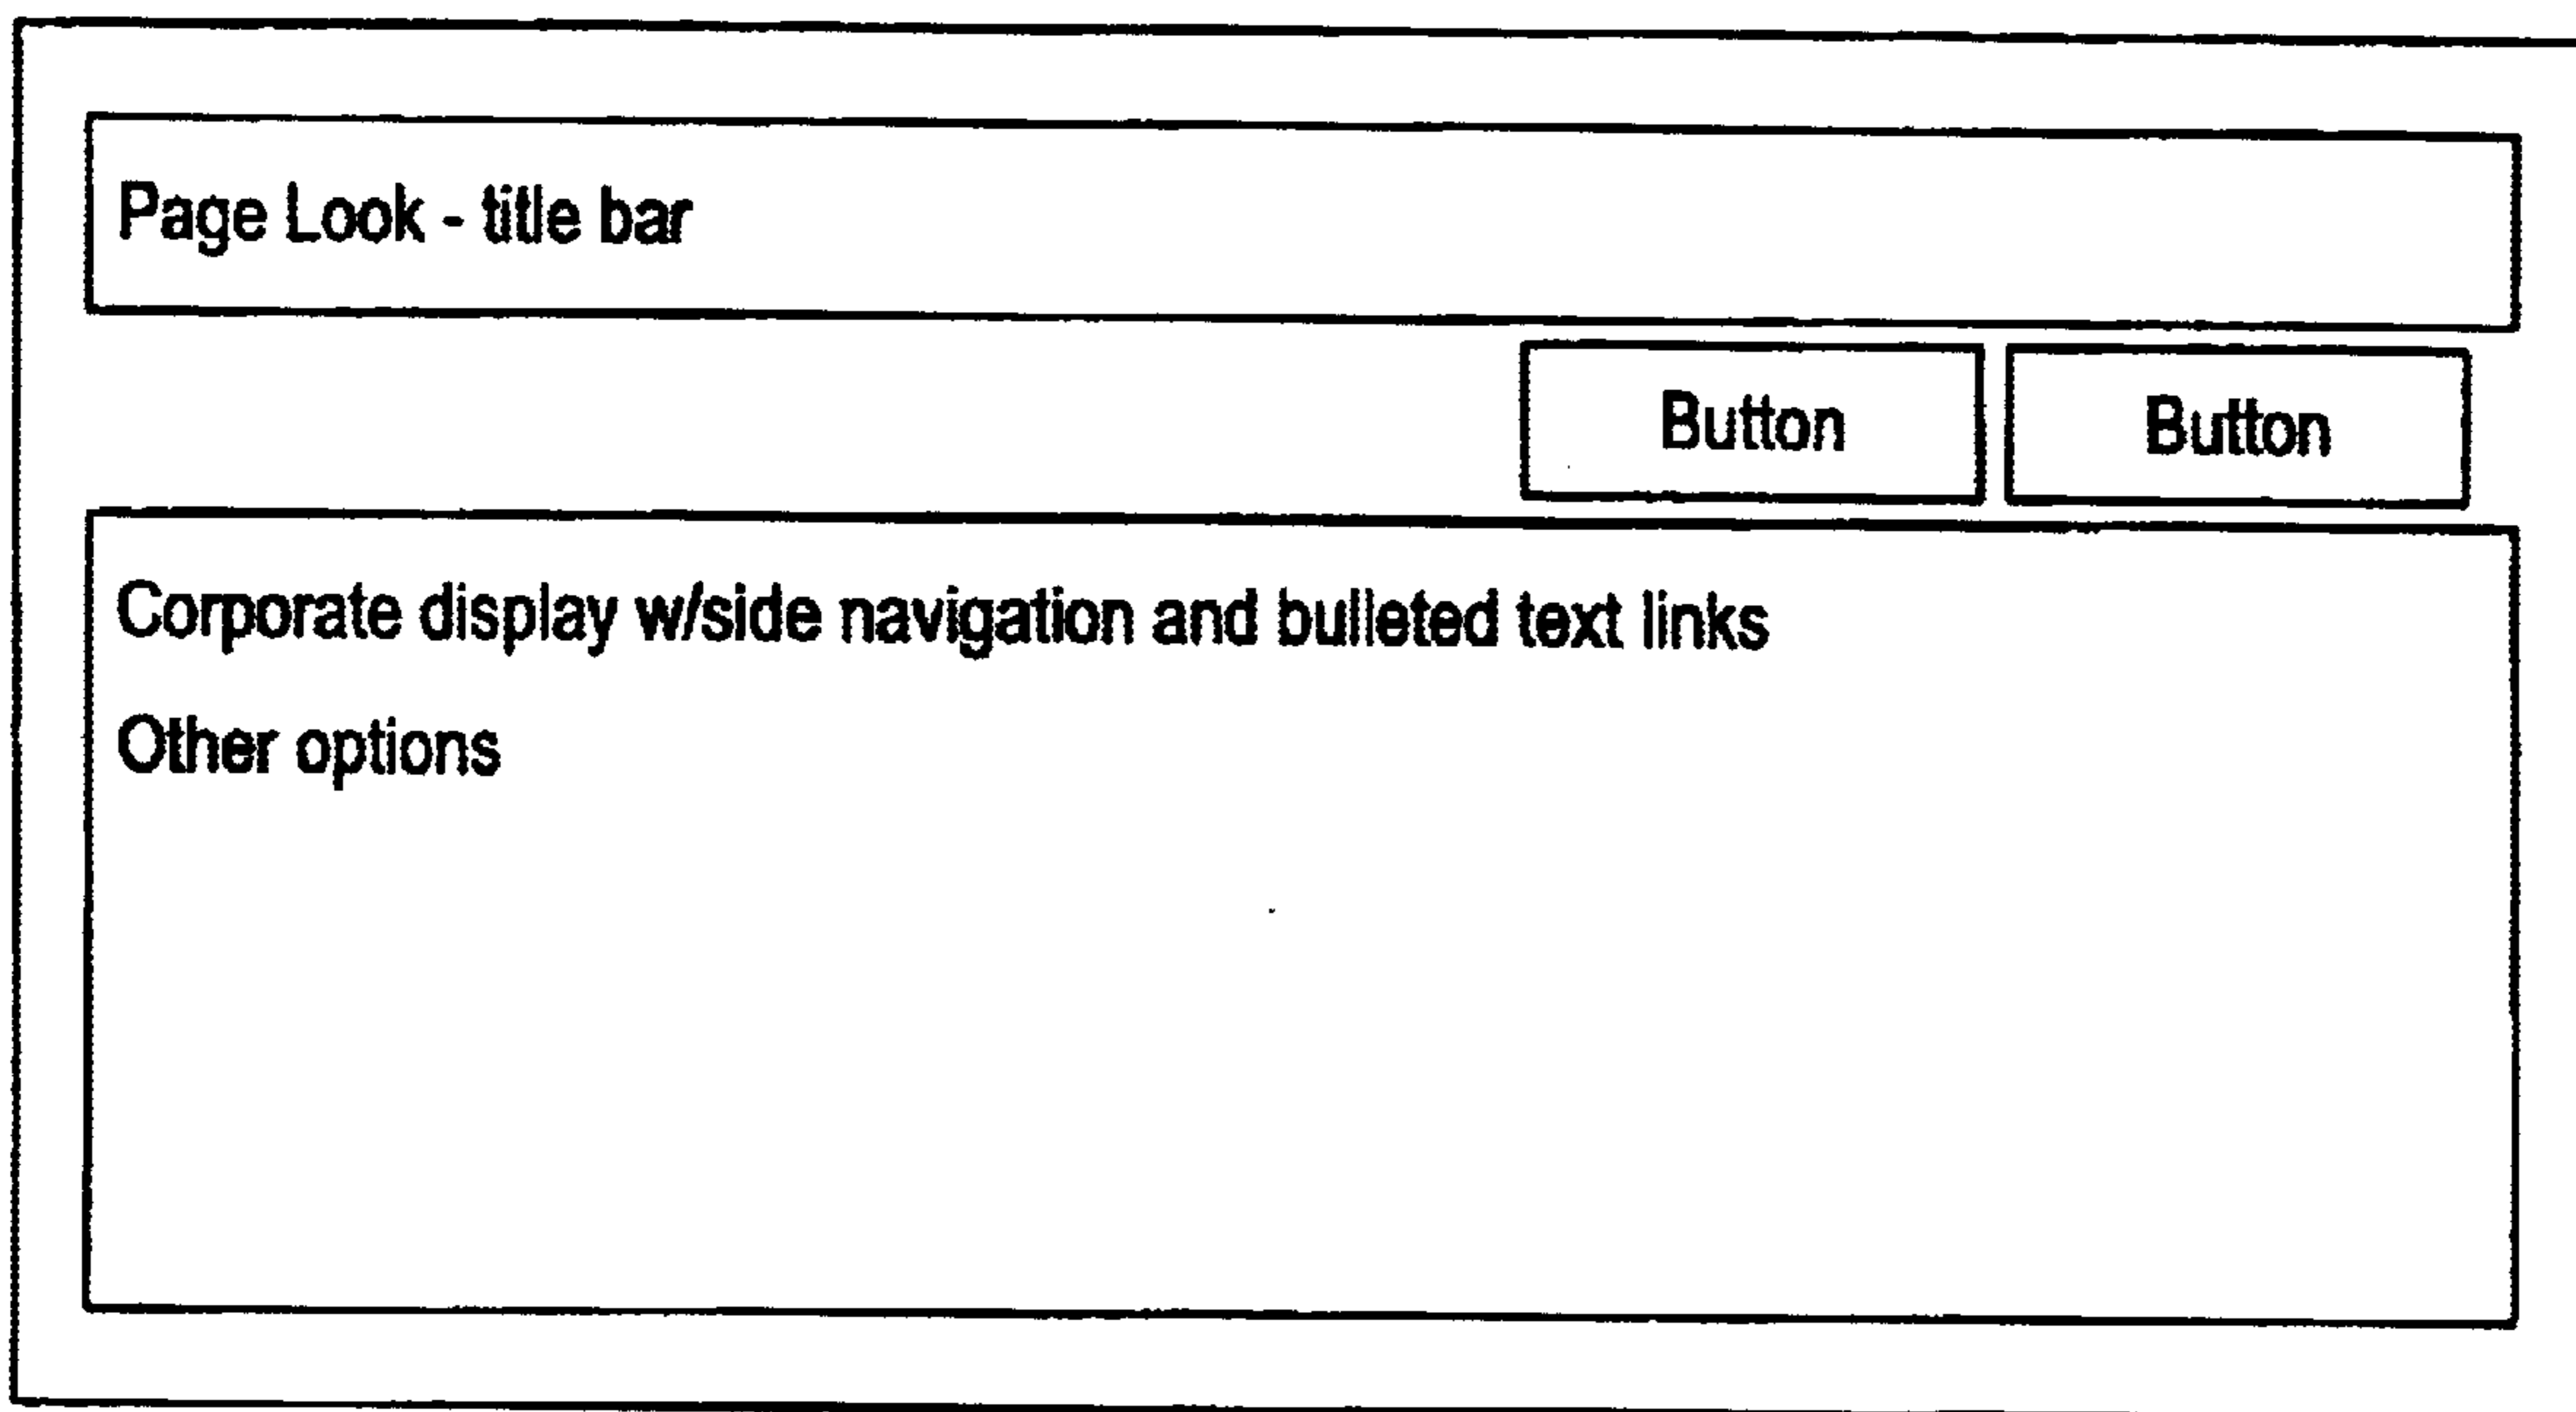 Page Look - title bar
Button Button
Corporate display w/side navigation and bulleted text links
Other options